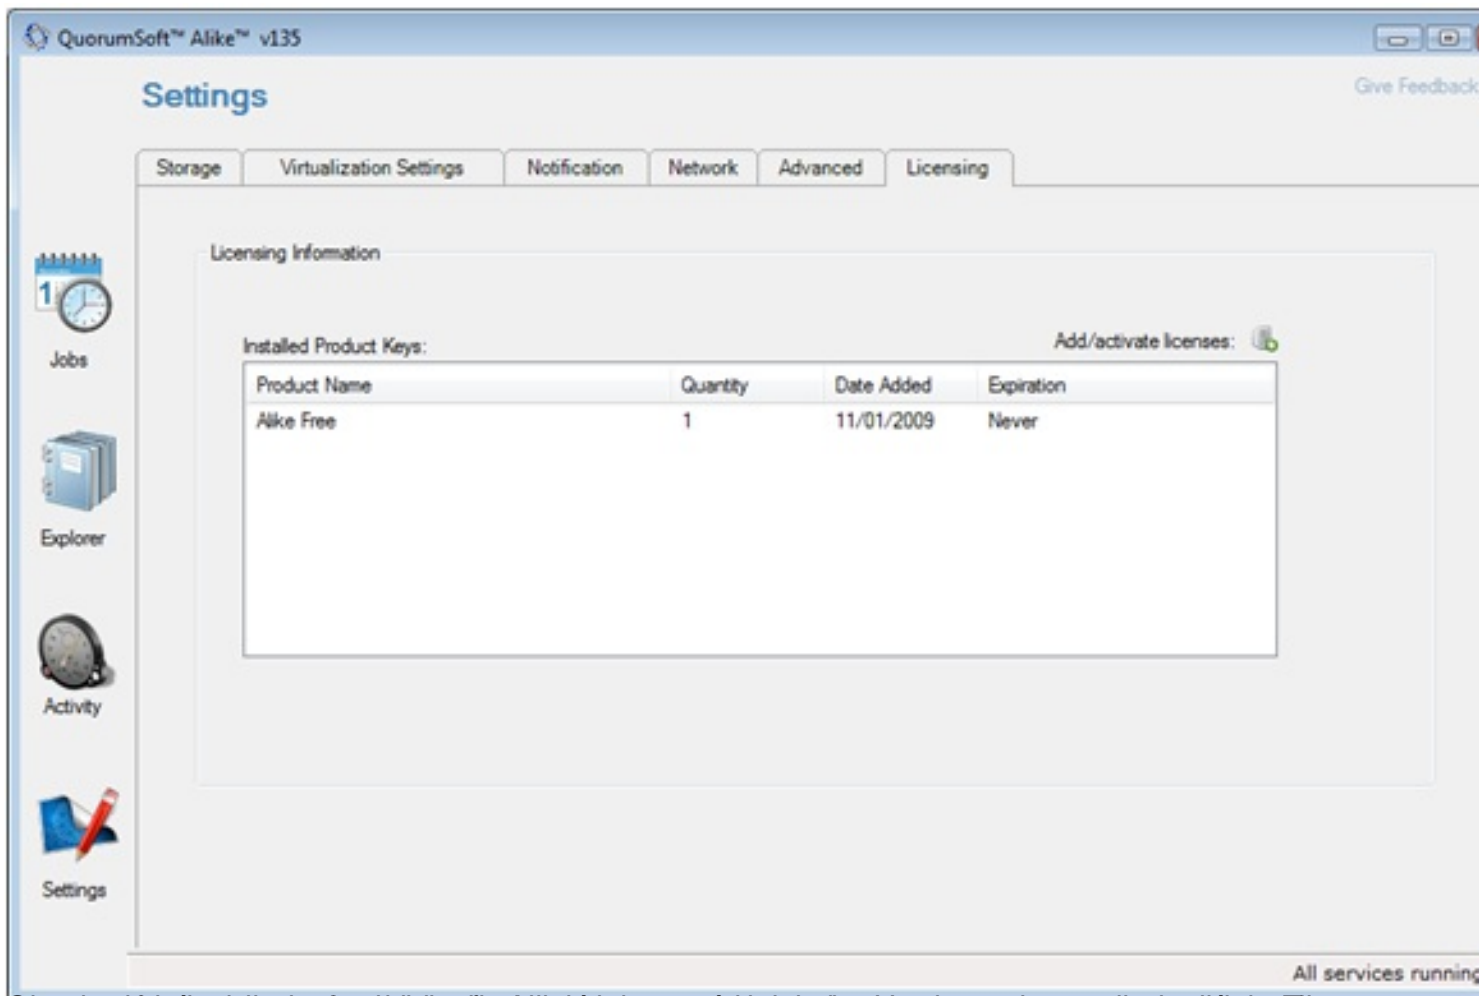 QuorumSoft™ Alike™ v135
Settings
Give Feedback
Storage Virtualization Settings Notification Network Advanced Licensing
Licensing Information
Jobs
Installed Product Keys:
Add/activate licenses:
Product Name Quantity Date Added Expiration
Alike Free 1 11/01/2009 Never
1
Explorer
Activity
Settings
All services running